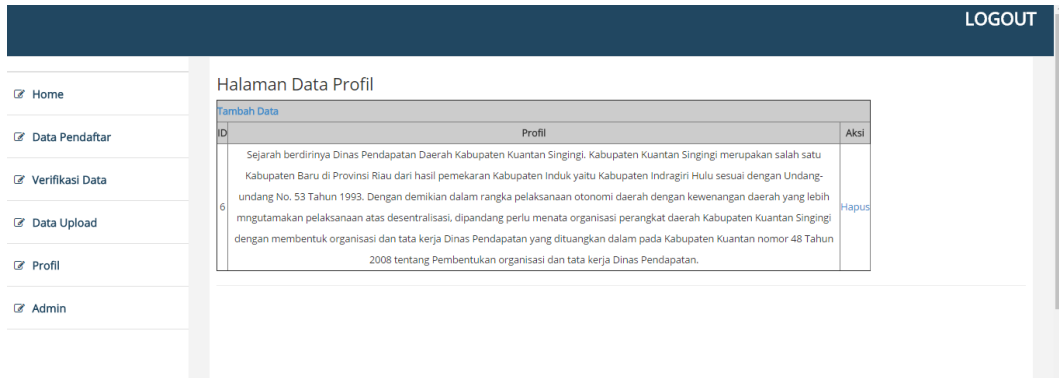 LOGOUT
Home
Data Pendaftar
Verifikasi Data
Data Upload
Profil
Admin
Halaman Data Profil
Tambah Data
ID Profil Aksi
Sejarah berdirinya Dinas Pendapatan Daerah Kabupaten Kuantan Singingi. Kabupaten Kuantan Singingi merupakan salah satu
Kabupaten Baru di Provinsi Riau dari hasil pemekaran Kabupaten Induk yaitu Kabupaten Indragiri Hulu sesuai dengan Undang-
undang No. 53 Tahun 1993. Dengan demikian dalam rangka pelaksanaan otonomi daerah dengan kewenangan daerah yang lebih
6 mngutamakan pelaksanaan atas desentralisasi, dipandang perlu menata organisasi perangkat daerah Kabupaten Kuantan Singingi Hapus
dengan membentuk organisasi dan tata kerja Dinas Pendapatan yang dituangkan dalam pada Kabupaten Kuantan nomor 48 Tahun
2008 tentang Pembentukan organisasi dan tata kerja Dinas Pendapatan.